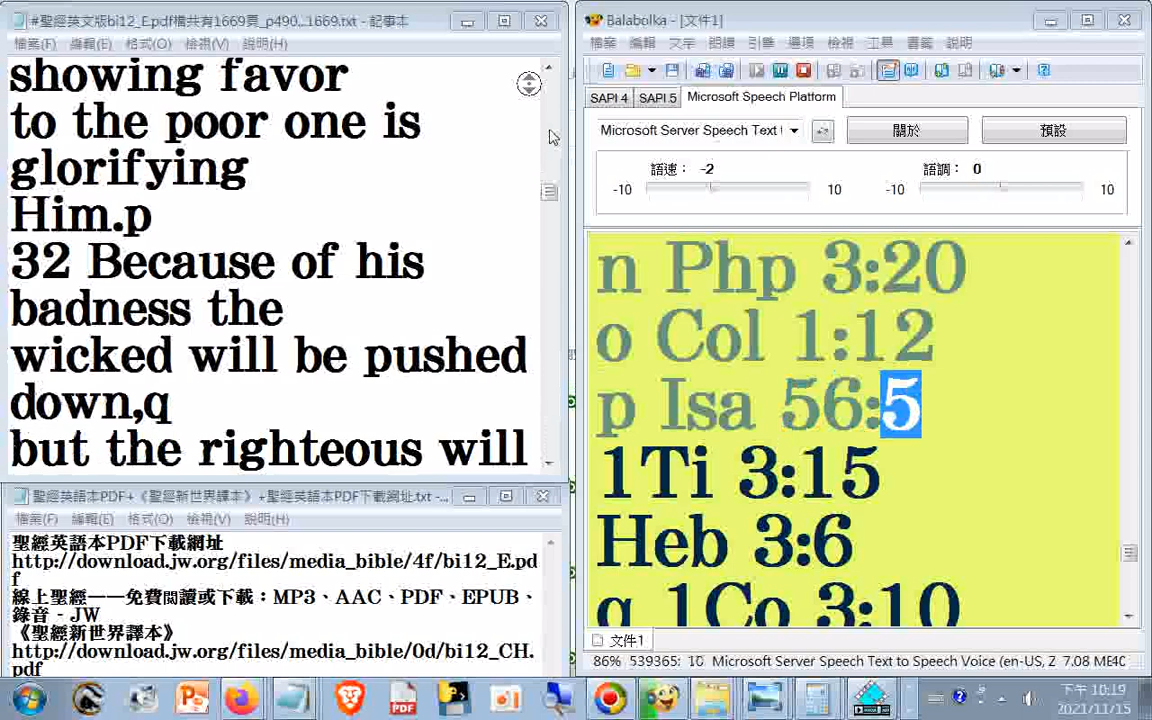 #聖經英文版bi12_E.pdf檔共有1669頁_p490,..1669.txt - 記事本
檔案(F) 編輯(E) 格式(O) 檢視(V) 說明(H)
showing favor
to the poor one is
glorifying
Him.p
32 Because of his
badness the
wicked will be pushed
down,q
but the righteous will
聖經英語本PDF+《聖經新世界譯本》+聖經英語本PDF下載網址.txt - ...
檔案(F) 編輯(E) 格式(O) 檢視(V) 說明(H)
聖經英語本PDF下載網址
http://download.jw.org/files/media_bible/4f/bi12_E.pd
f
線上聖經——免費閱讀或下載：MP3、AAC、PDF、EPUB、
錄音 - JW
《聖經新世界譯本》
http://download.jw.org/files/media_bible/0d/bi12_CH.
pdf
Balabolka - [文件1]
檔案 編輯 文字 朗讀 引擎 選項 檢視 工具 書籤 說明
SAPI 4 SAPI 5 Microsoft Speech Platform
Microsoft Server Speech Text 關於 預設
語速： -2 語調： 0
-10 10 -10 10
n Php 3:20
o Col 1:12
p Isa 56:5
1Ti 3:15
Heb 3:6
q 1Co 3:10
文件1
86% 539365: 10 Microsoft Server Speech Text to Speech Voice (en-US, Z 7.08 ME4C
PDF
下午 10:19
2021/11/15